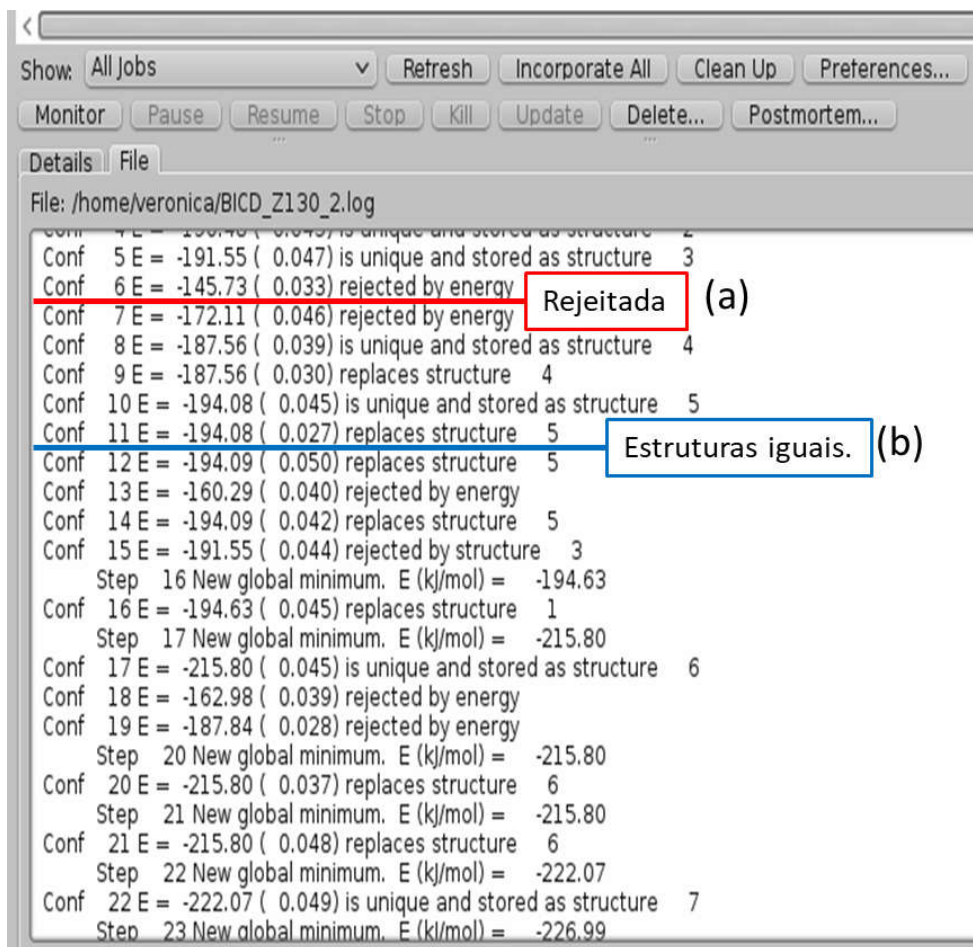 Show: All Jobs Refresh Incorporate All Clean Up Preferences...
Monitor Pause Resume Stop Kill Update Delete... Postmortem...
Details File
File: /home/veronica/BICD_Z130_2.log
Conf 4 E = -190.48 ( 0.043) is unique and stored as structure 2
Conf 5 E = -191.55 ( 0.047) is unique and stored as structure 3
Conf 6 E = -145.73 ( 0.033) rejected by energy
Rejeitada (a)
Conf 7 E = -172.11 ( 0.046) rejected by energy
Conf 8 E = -187.56 ( 0.039) is unique and stored as structure 4
Conf 9 E = -187.56 ( 0.030) replaces structure 4
Conf 10 E = -194.08 ( 0.045) is unique and stored as structure 5
Conf 11 E = -194.08 ( 0.027) replaces structure 5
Estruturas iguais. (b)
Conf 12 E = -194.09 ( 0.050) replaces structure 5
Conf 13 E = -160.29 ( 0.040) rejected by energy
Conf 14 E = -194.09 ( 0.042) replaces structure 5
Conf 15 E = -191.55 ( 0.044) rejected by structure 3
Step 16 New global minimum. E (kJ/mol) = -194.63
Conf 16 E = -194.63 ( 0.045) replaces structure 1
Step 17 New global minimum. E (kJ/mol) = -215.80
Conf 17 E = -215.80 ( 0.045) is unique and stored as structure 6
Conf 18 E = -162.98 ( 0.039) rejected by energy
Conf 19 E = -187.84 ( 0.028) rejected by energy
Step 20 New global minimum. E (kJ/mol) = -215.80
Conf 20 E = -215.80 ( 0.037) replaces structure 6
Step 21 New global minimum. E (kJ/mol) = -215.80
Conf 21 E = -215.80 ( 0.048) replaces structure 6
Step 22 New global minimum. E (kJ/mol) = -222.07
Conf 22 E = -222.07 ( 0.049) is unique and stored as structure 7
Step 23 New global minimum. E (kJ/mol) = -226.99